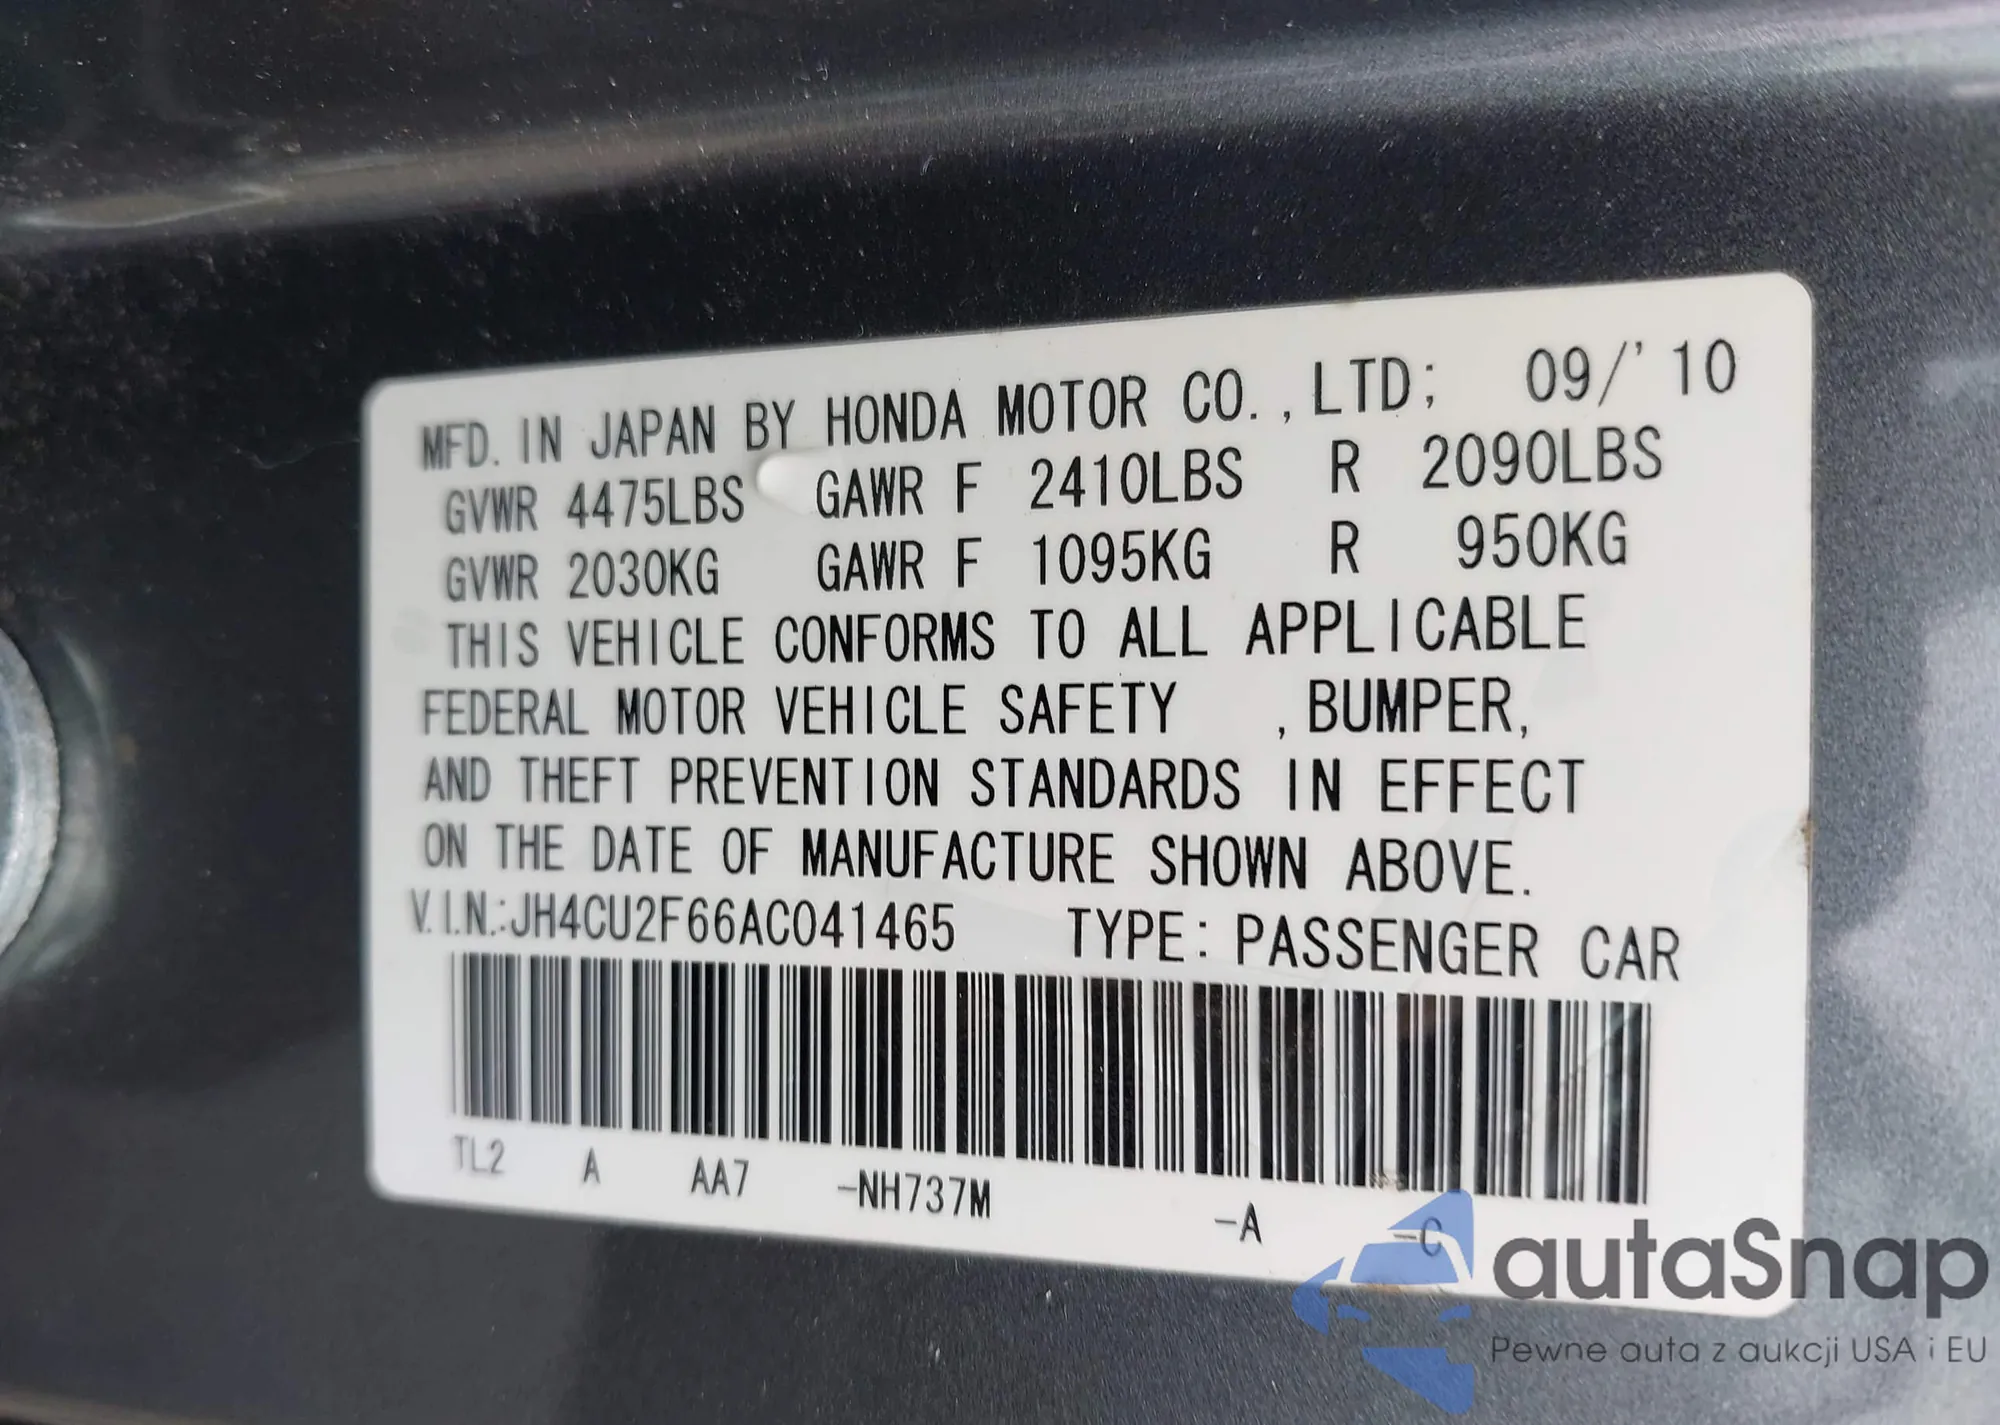 MFD. IN JAPAN BY HONDA MOTOR CO.,LTD; 09/'10
GVWR 4475LBS GAWR F 2410LBS R 2090LBS
GVWR 2030KG GAWR F 1095KG R 950KG
THIS VEHICLE CONFORMS TO ALL APPLICABLE
FEDERAL MOTOR VEHICLE SAFETY , BUMPER,
AND THEFT PREVENTION STANDARDS IN EFFECT
ON THE DATE OF MANUFACTURE SHOWN ABOVE.
V.I.N.:JH4CU2F66AC041465 TYPE: PASSENGER CAR
TL2 A AA7 -NH737M -A -C
autaSnap
Pewne auta z aukcji USA i EU